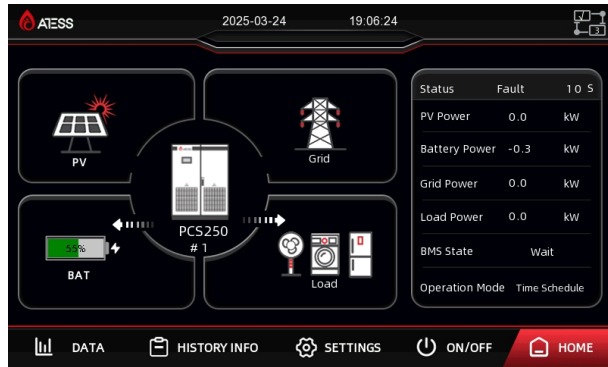 ATESS
2025-03-24 19:06:24
3
Status Fault 10 S
PV Power 0.0 kW
Battery Power -0.3 kW
Grid Power 0.0 kW
Load Power 0.0 kW
BMS State Wait
Operation Mode Time Schedule
PV
Grid
PCS250
# 1
55%
BAT
Load
DATA
HISTORY INFO
SETTINGS
ON/OFF
HOME